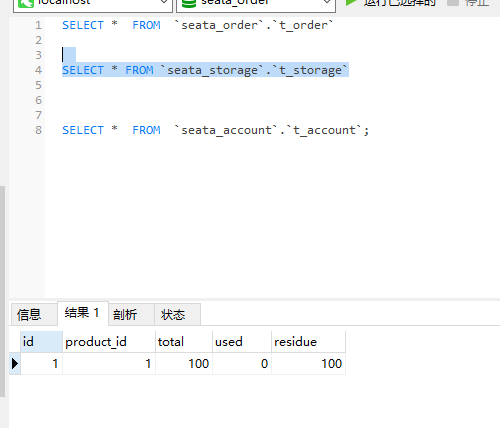 localhost seata_order 运行已选择的 停止
1 SELECT * FROM `seata_order`.`t_order`
2
3
4 SELECT * FROM `seata_storage`.`t_storage`
5
6
7
8 SELECT * FROM `seata_account`.`t_account`;
信息 结果 1 剖析 状态
id product_id total used residue
1 1 100 0 100